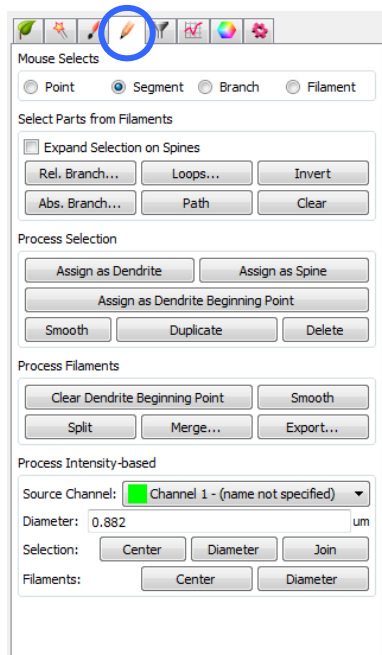 Mouse Selects
Point Segment Branch Filament
Select Parts from Filaments
Expand Selection on Spines
Rel. Branch... Loops... Invert
Abs. Branch... Path Clear
Process Selection
Assign as Dendrite Assign as Spine
Assign as Dendrite Beginning Point
Smooth Duplicate Delete
Process Filaments
Clear Dendrite Beginning Point Smooth
Split Merge... Export...
Process Intensity-based
Source Channel: Channel 1 - (name not specified)
Diameter: 0.882 um
Selection: Center Diameter Join
Filaments: Center Diameter